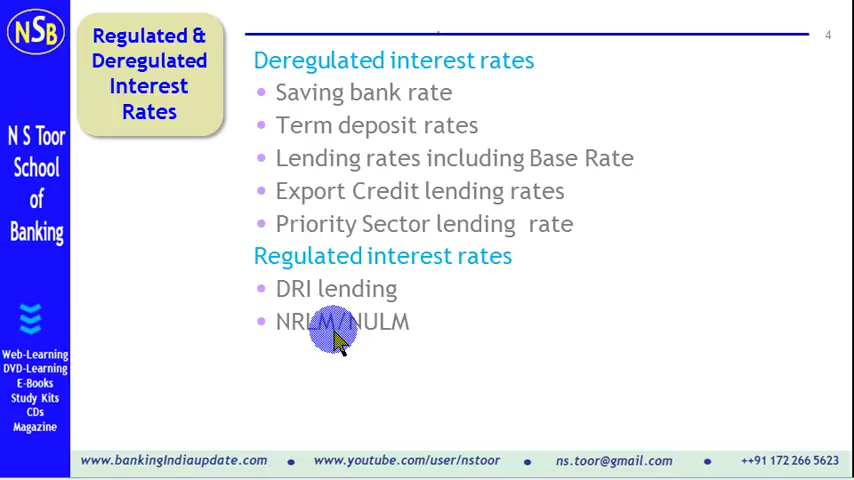 NSB
N S Toor
School
of
Banking
Web-Learning
DVD-Learning
E-Books
Study Kits
CDs
Magazine
Regulated &
Deregulated
Interest
Rates
4
Deregulated interest rates
• Saving bank rate
• Term deposit rates
• Lending rates including Base Rate
• Export Credit lending rates
• Priority Sector lending rate
Regulated interest rates
• DRI lending
• NRLM/NULM
www.bankingIndiaupdate.com • www.youtube.com/user/nstoor • ns.toor@gmail.com • ++91 172 266 5623